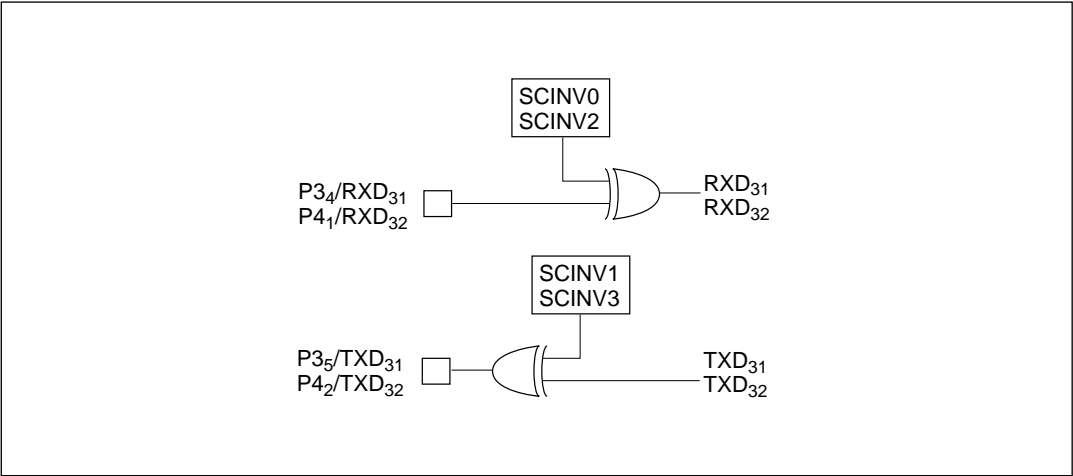 SCINV0
SCINV2
P3₄/RXD₃₁
P4₁/RXD₃₂
RXD₃₁
RXD₃₂
SCINV1
SCINV3
P3₅/TXD₃₁
P4₂/TXD₃₂
TXD₃₁
TXD₃₂